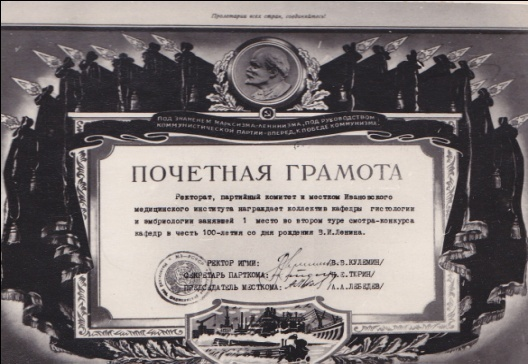 Пролетарии всех стран, соединяйтесь!
ПОД ЗНАМЕНЕМ МАРКСИЗМА-ЛЕНИНИЗМА, ПОД РУКОВОДСТВОМ
КОММУНИСТИЧЕСКОЙ ПАРТИИ-ВПЕРЕД, К ПОБЕДЕ КОММУНИЗМА.
ПОЧЕТНАЯ ГРАМОТА
Ректорат, партийный комитет и местком Ивановского
медицинского института награждает коллектив кафедры гистологии
и эмбриологии занявшей 1 место во втором туре смотра-конкурса
кафедр в честь 100-летия со дня рождения В.И.Ленина.
РЕКТОР ИГМИ: /В.В.КУЛЕМИН/
СЕКРЕТАРЬ ПАРТКОМА:
ПРЕДСЕДАТЕЛЬ МЕСТКОМА: /А.А.ЛЕБЕДЕВ/